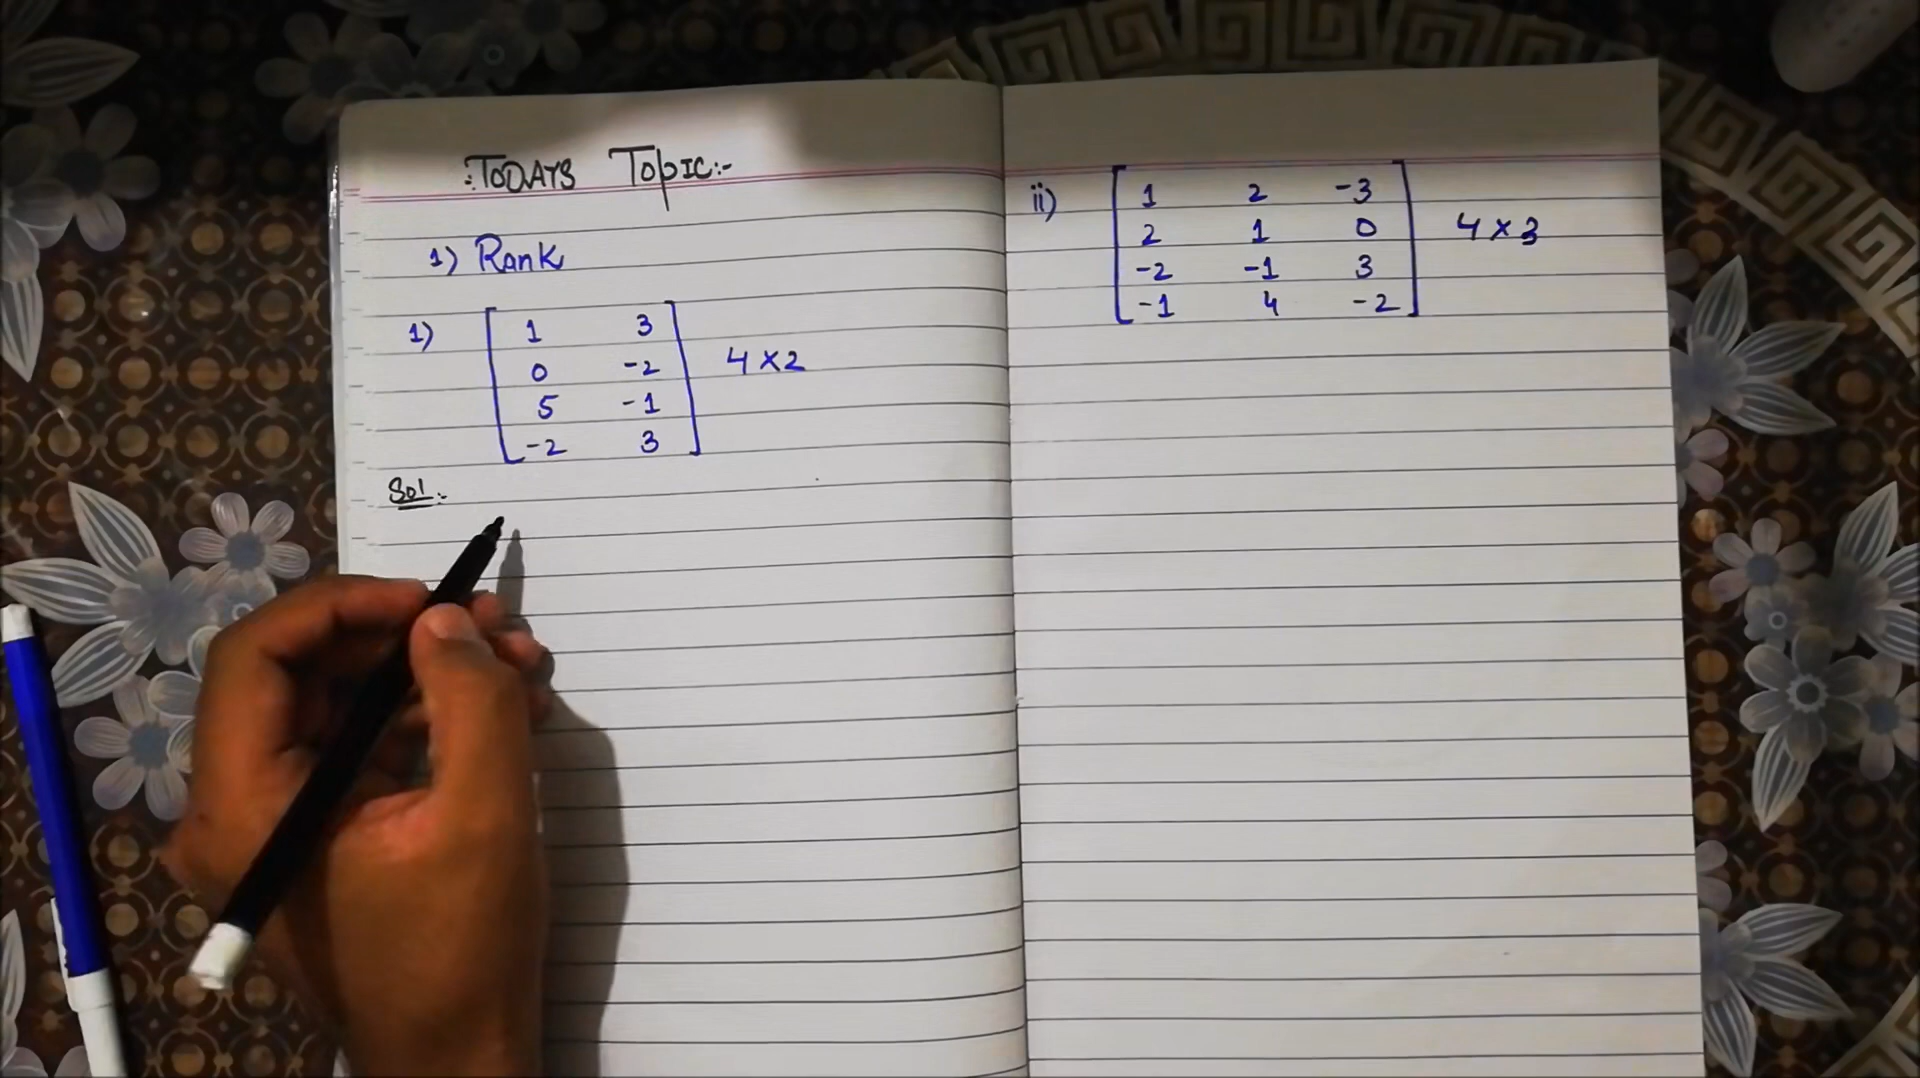 :TODAYS TOPIC:-
1) Rank
1) [ 1 3
0 -2
5 -1
-2 3 ] 4 × 2
Sol:-
ii) [ 1 2 -3
2 1 0
-2 -1 3
-1 4 -2 ] 4 × 3